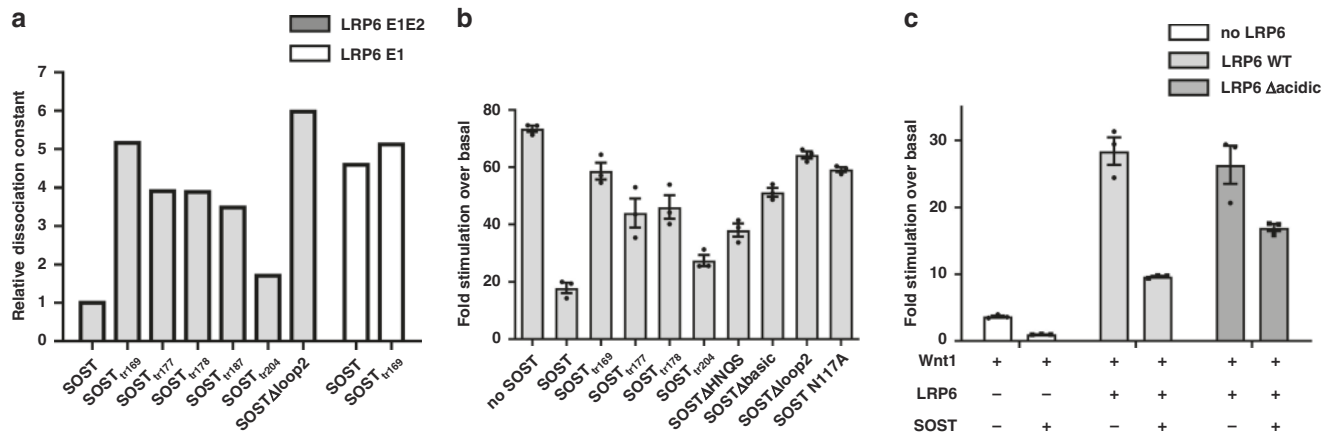 a
LRP6 E1E2
LRP6 E1
Relative dissociation constant
7
6
5
4
3
2
1
0
SOST
SOSTtr169
SOSTtr177
SOSTtr178
SOSTtr187
SOSTtr204
SOSTΔloop2
SOST
SOSTtr169
b
Fold stimulation over basal
80
60
40
20
0
no SOST
SOST
SOSTtr169
SOSTtr177
SOSTtr178
SOSTtr204
SOSTΔHNQS
SOSTΔbasic
SOSTΔloop2
SOST N117A
c
no LRP6
LRP6 WT
LRP6 Δacidic
Fold stimulation over basal
30
20
10
0
Wnt1 + + + + + +
LRP6 – – + + + +
SOST – + – + – +